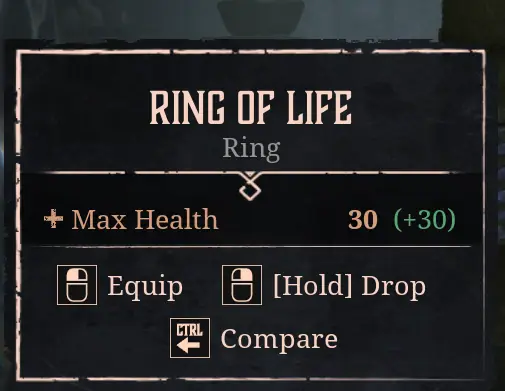 RING OF LIFE
Ring
Max Health 30 (+30)
Equip [Hold] Drop
CTRL Compare